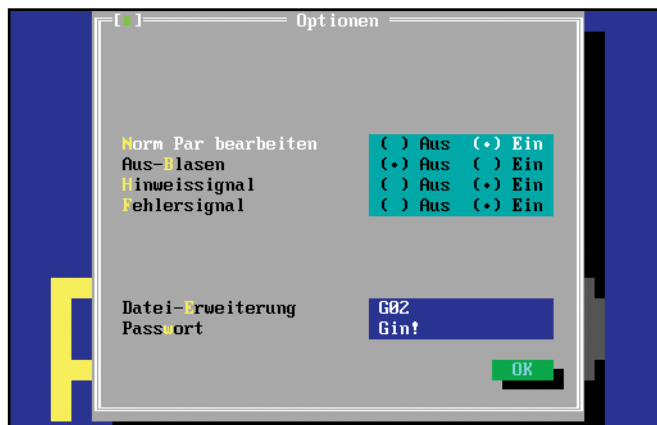 [■] Optionen
Norm Par bearbeiten ( ) Aus (•) Ein
Aus-Blasen (•) Aus ( ) Ein
Hinweissignal ( ) Aus (•) Ein
Fehlersignal ( ) Aus (•) Ein
Datei-Erweiterung G02
Passwort Gin!
OK